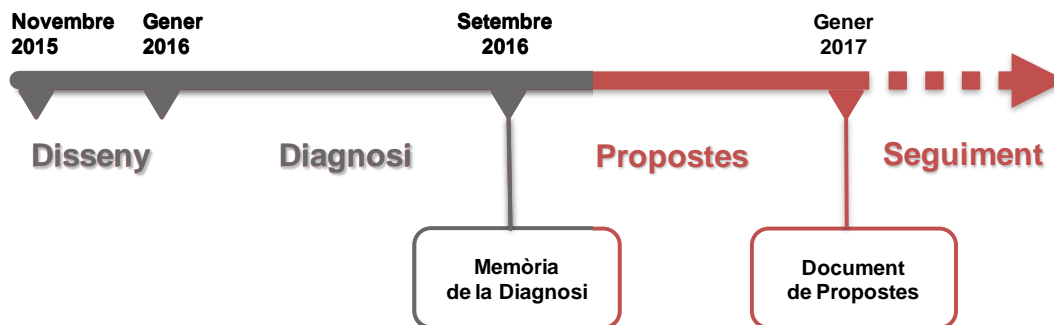 Novembre
2015
Gener
2016
Setembre
2016
Gener
2017
Disseny
Diagnosi
Propostes
Seguiment
Memòria
de la Diagnosi
Document
de Propostes